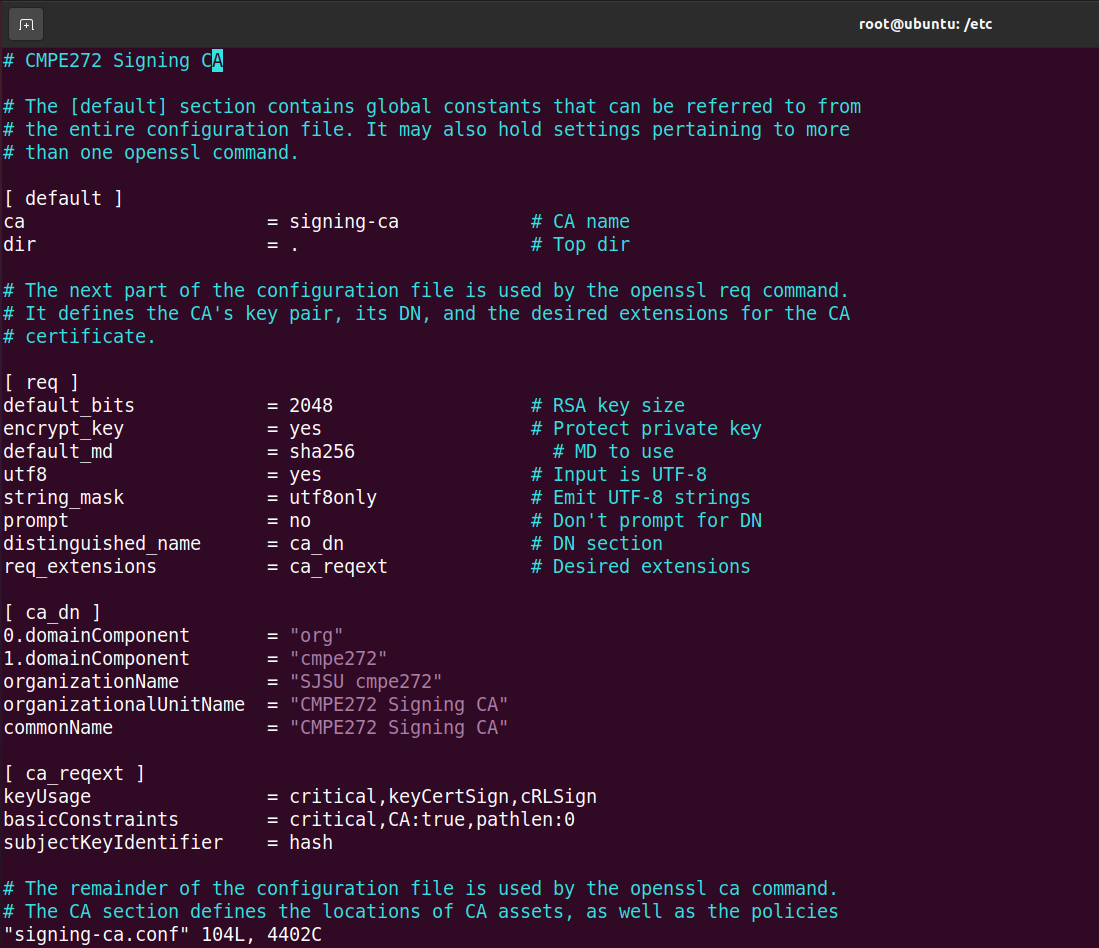 root@ubuntu: /etc
# CMPE272 Signing CA
# The [default] section contains global constants that can be referred to from
# the entire configuration file. It may also hold settings pertaining to more
# than one openssl command.
[ default ]
ca                      = signing-ca            # CA name
dir                     = .                     # Top dir
# The next part of the configuration file is used by the openssl req command.
# It defines the CA's key pair, its DN, and the desired extensions for the CA
# certificate.
[ req ]
default_bits            = 2048                  # RSA key size
encrypt_key             = yes                   # Protect private key
default_md              = sha256                  # MD to use
utf8                    = yes                   # Input is UTF-8
string_mask             = utf8only              # Emit UTF-8 strings
prompt                  = no                    # Don't prompt for DN
distinguished_name      = ca_dn                 # DN section
req_extensions          = ca_reqext             # Desired extensions
[ ca_dn ]
0.domainComponent       = "org"
1.domainComponent       = "cmpe272"
organizationName        = "SJSU cmpe272"
organizationalUnitName  = "CMPE272 Signing CA"
commonName              = "CMPE272 Signing CA"
[ ca_reqext ]
keyUsage                = critical,keyCertSign,cRLSign
basicConstraints        = critical,CA:true,pathlen:0
subjectKeyIdentifier    = hash
# The remainder of the configuration file is used by the openssl ca command.
# The CA section defines the locations of CA assets, as well as the policies
"signing-ca.conf" 104L, 4402C